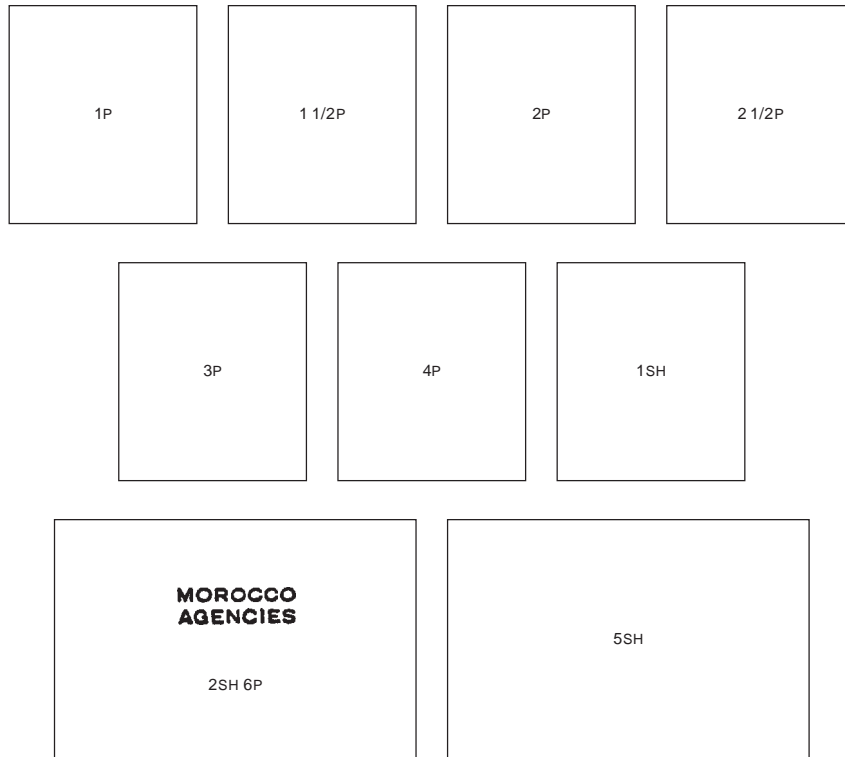 1P
1 1/2P
2P
2 1/2P
3P
4P
1SH
MOROCCO
AGENCIES
2SH 6P
5SH